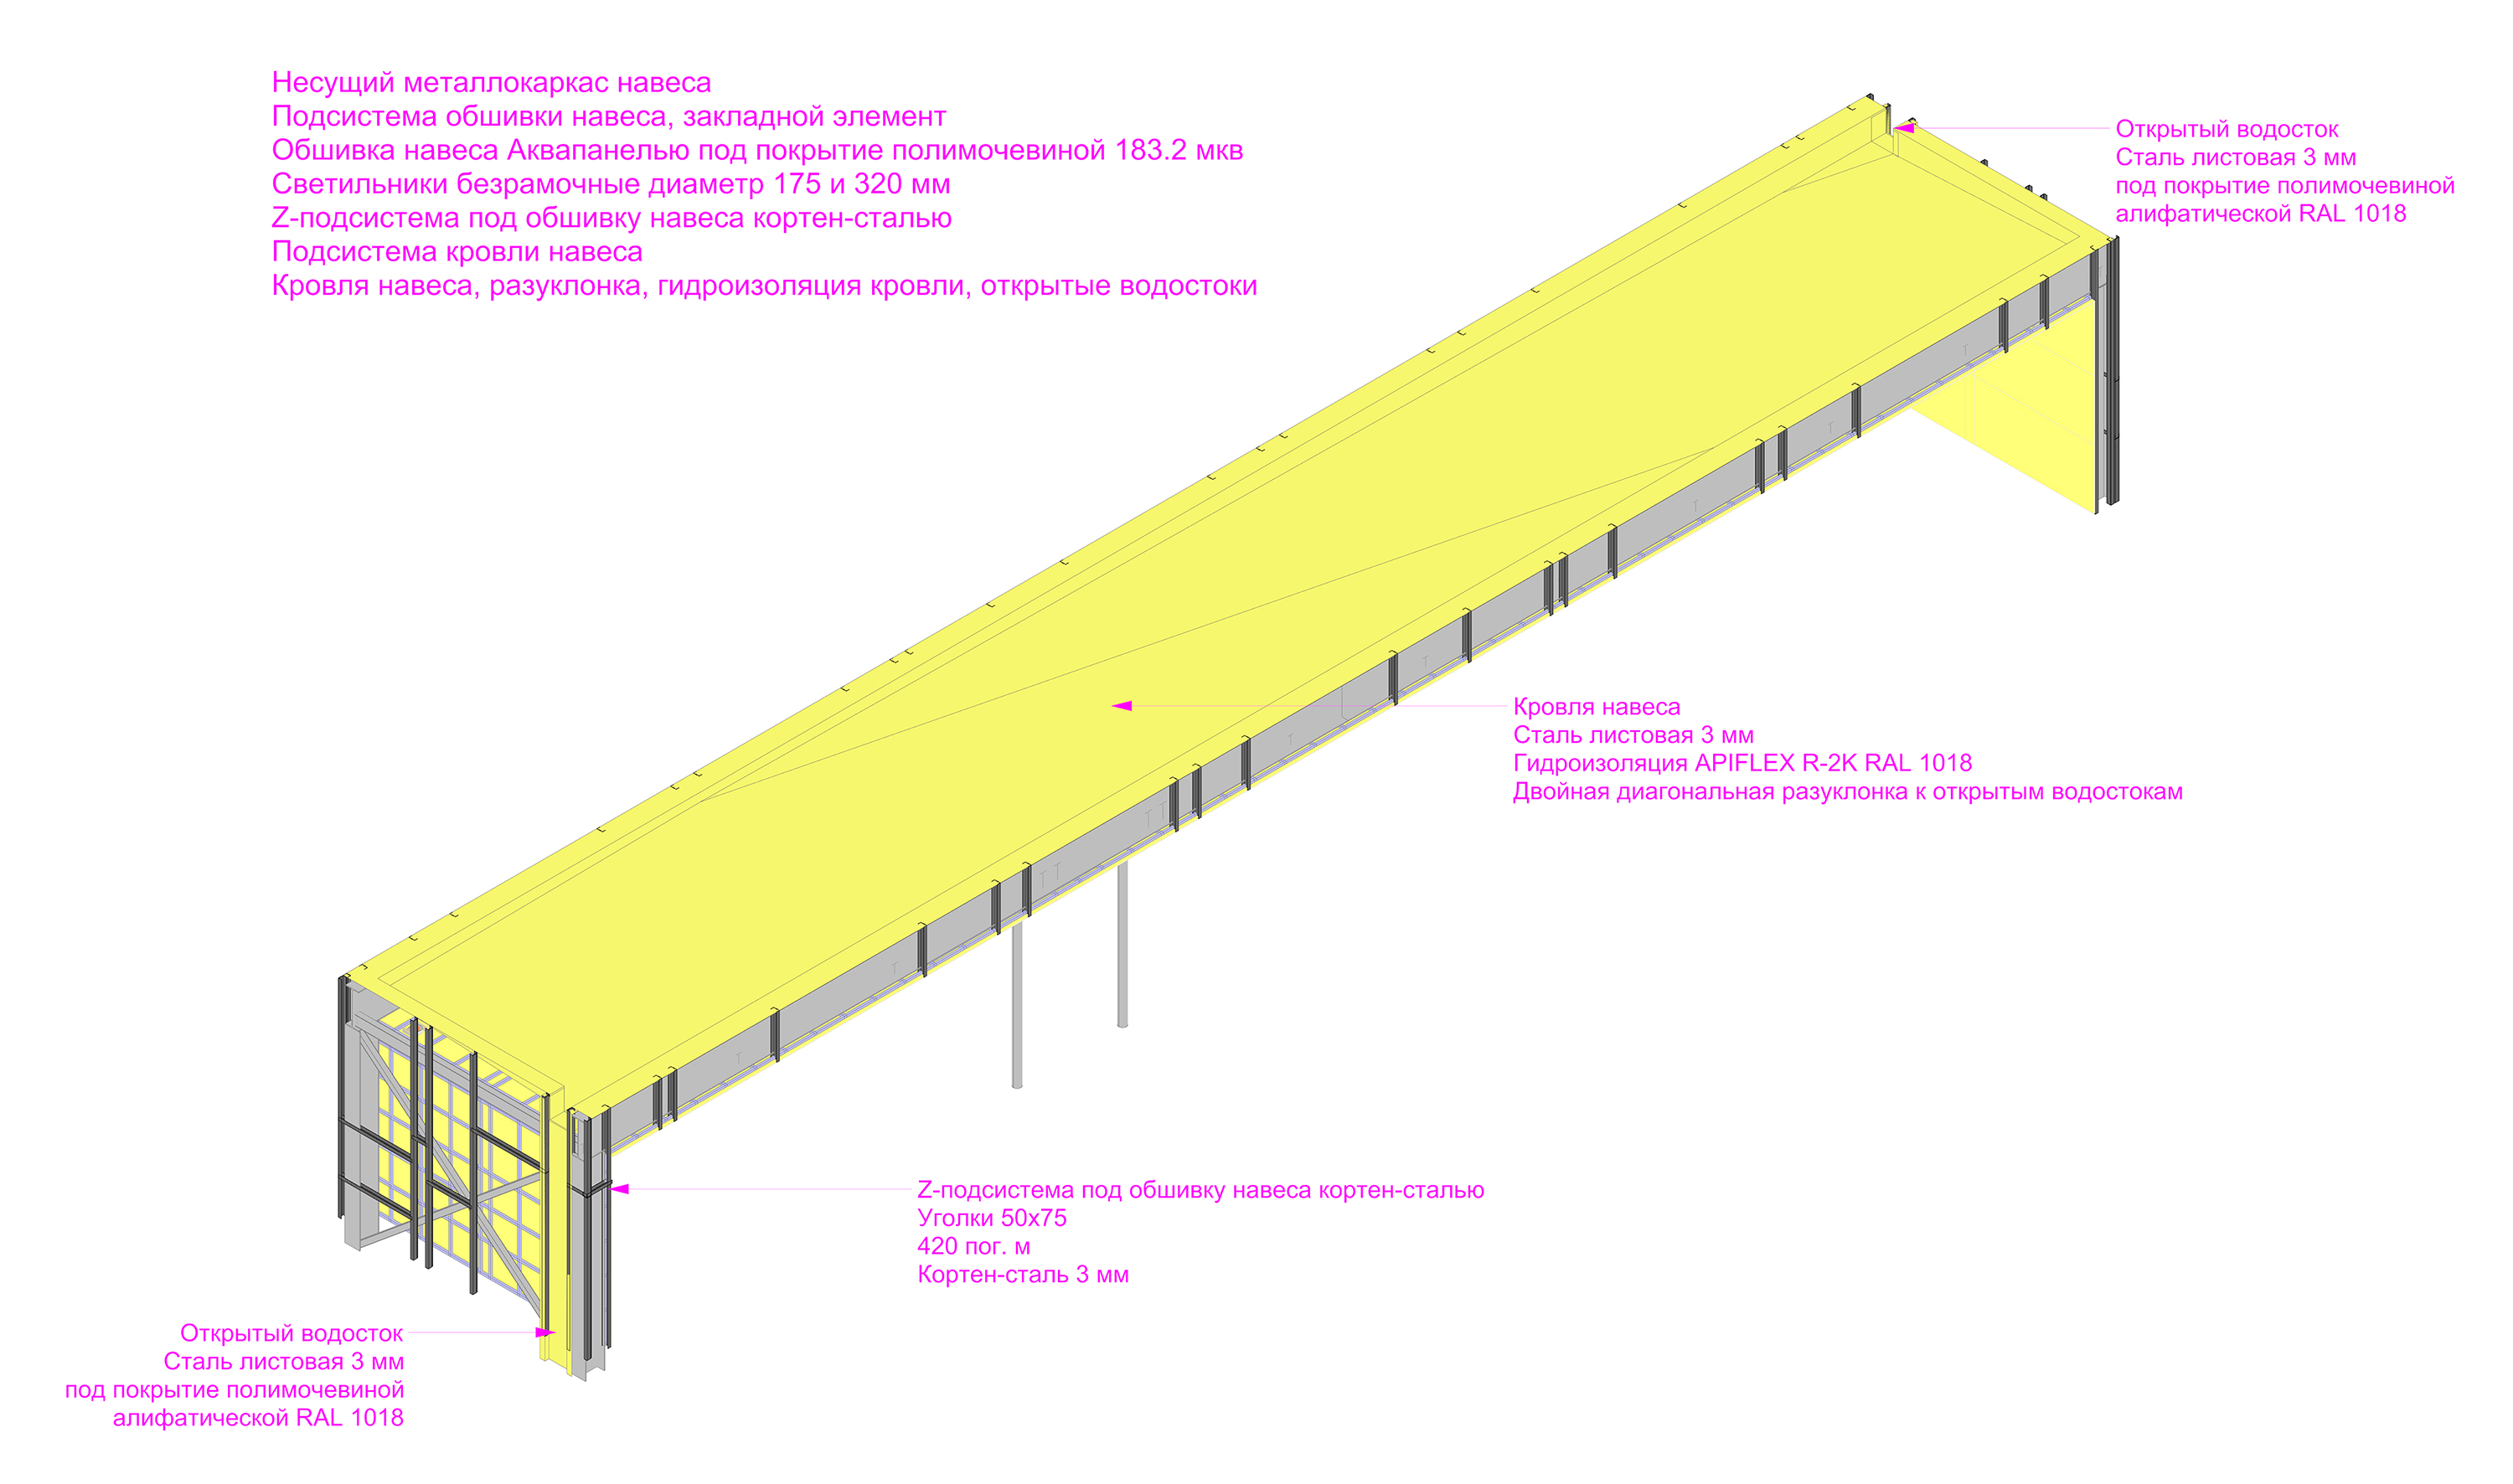 Несущий металлокаркас навеса
Подсистема обшивки навеса, закладной элемент
Обшивка навеса Аквапанелью под покрытие полимочевиной 183.2 мкв
Светильники безрамочные диаметр 175 и 320 мм
Z-подсистема под обшивку навеса кортен-сталью
Подсистема кровли навеса
Кровля навеса, разуклонка, гидроизоляция кровли, открытые водостоки
Открытый водосток
Сталь листовая 3 мм
под покрытие полимочевиной
алифатической RAL 1018
Кровля навеса
Сталь листовая 3 мм
Гидроизоляция APIFLEX R-2K RAL 1018
Двойная диагональная разуклонка к открытым водостокам
Z-подсистема под обшивку навеса кортен-сталью
Уголки 50х75
420 пог. м
Кортен-сталь 3 мм
Открытый водосток
Сталь листовая 3 мм
под покрытие полимочевиной
алифатической RAL 1018